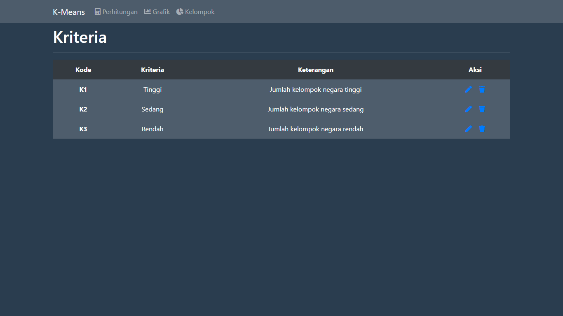 K-Means Perhitungan Grafik Kelompok
Kriteria
Kode Kriteria Keterangan Aksi
K1 Tinggi Jumlah kelompok negara tinggi
K2 Sedang Jumlah kelompok negara sedang
K3 Rendah Jumlah kelompok negara rendah